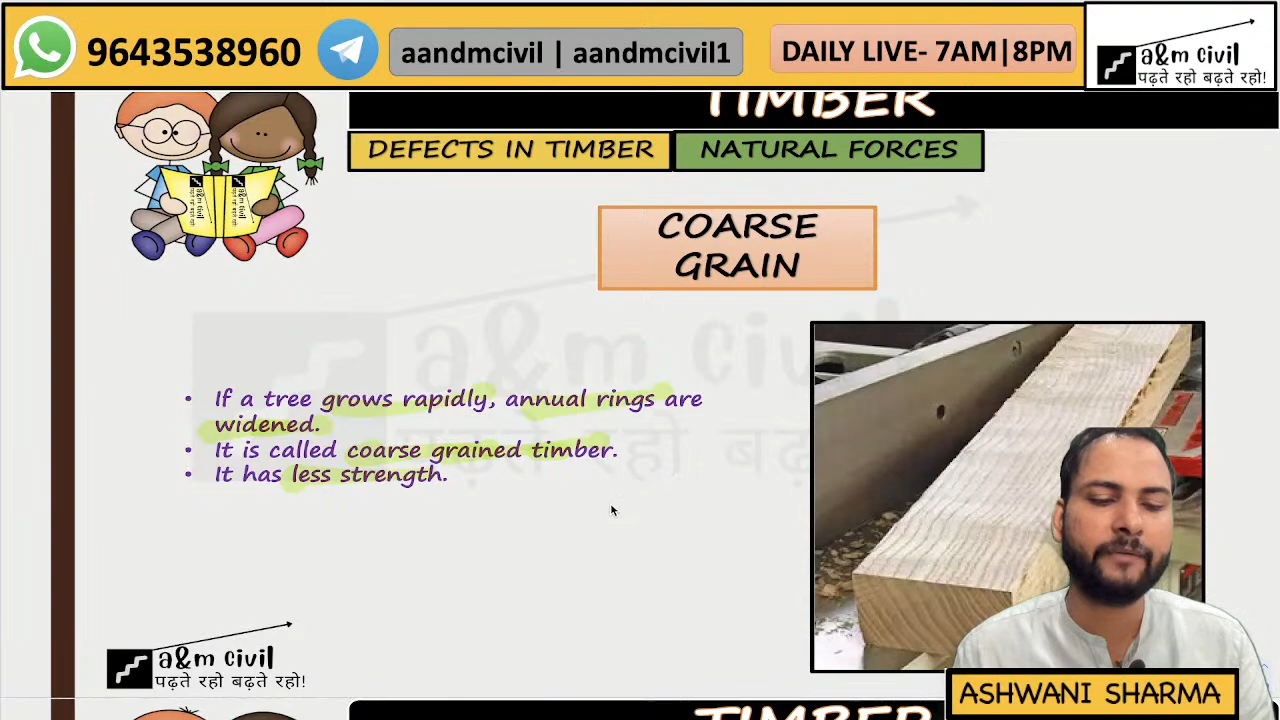 9643538960
aandmcivil | aandmcivil1
DAILY LIVE- 7AM|8PM
a&m civil
पढ़ते रहो बढ़ते रहो!
TIMBER
DEFECTS IN TIMBER
NATURAL FORCES
COARSE
GRAIN
a&m civil
• If a tree grows rapidly, annual rings are
widened.
• It is called coarse grained timber.
• It has less strength.
a&m civil
पढ़ते रहो बढ़ते रहो!
ASHWANI SHARMA
TIMBER